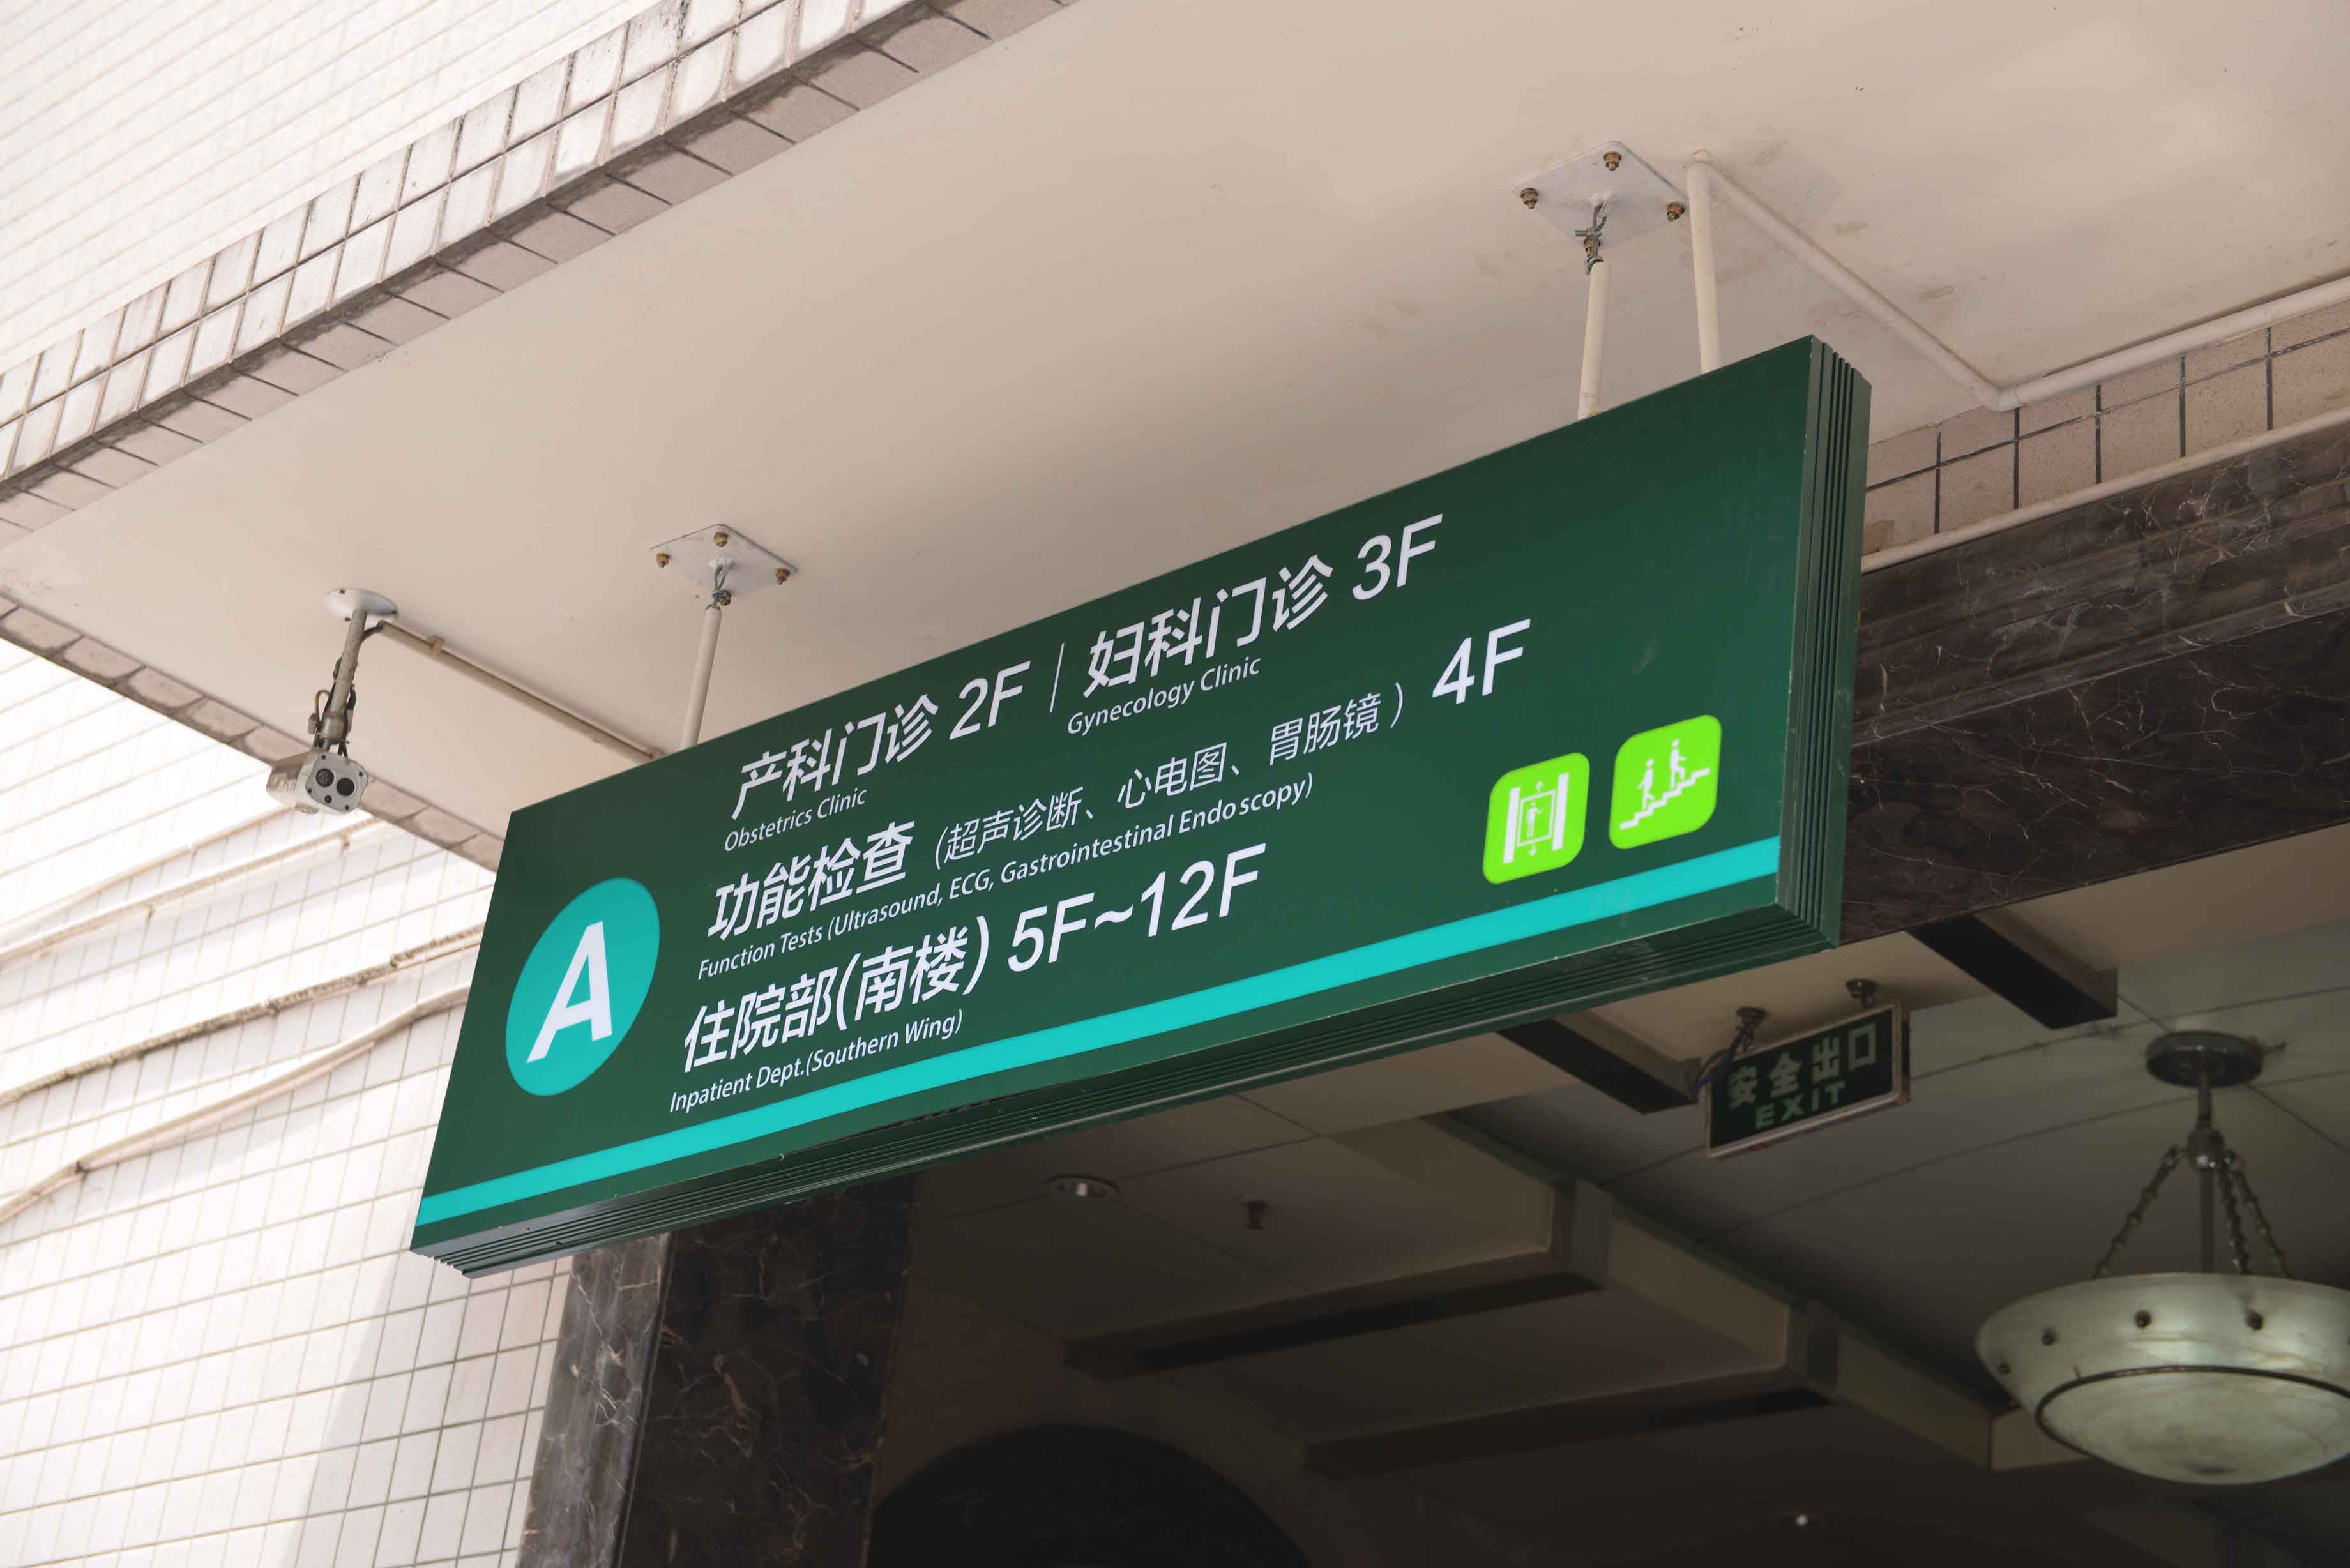 A
产科门诊 2F | 妇科门诊 3F
Obstetrics Clinic Gynecology Clinic
功能检查 (超声诊断、心电图、胃肠镜) 4F
Function Tests (Ultrasound, ECG, Gastrointestinal Endoscopy)
住院部(南楼) 5F~12F
Inpatient Dept.(Southern Wing)
安全出口
EXIT